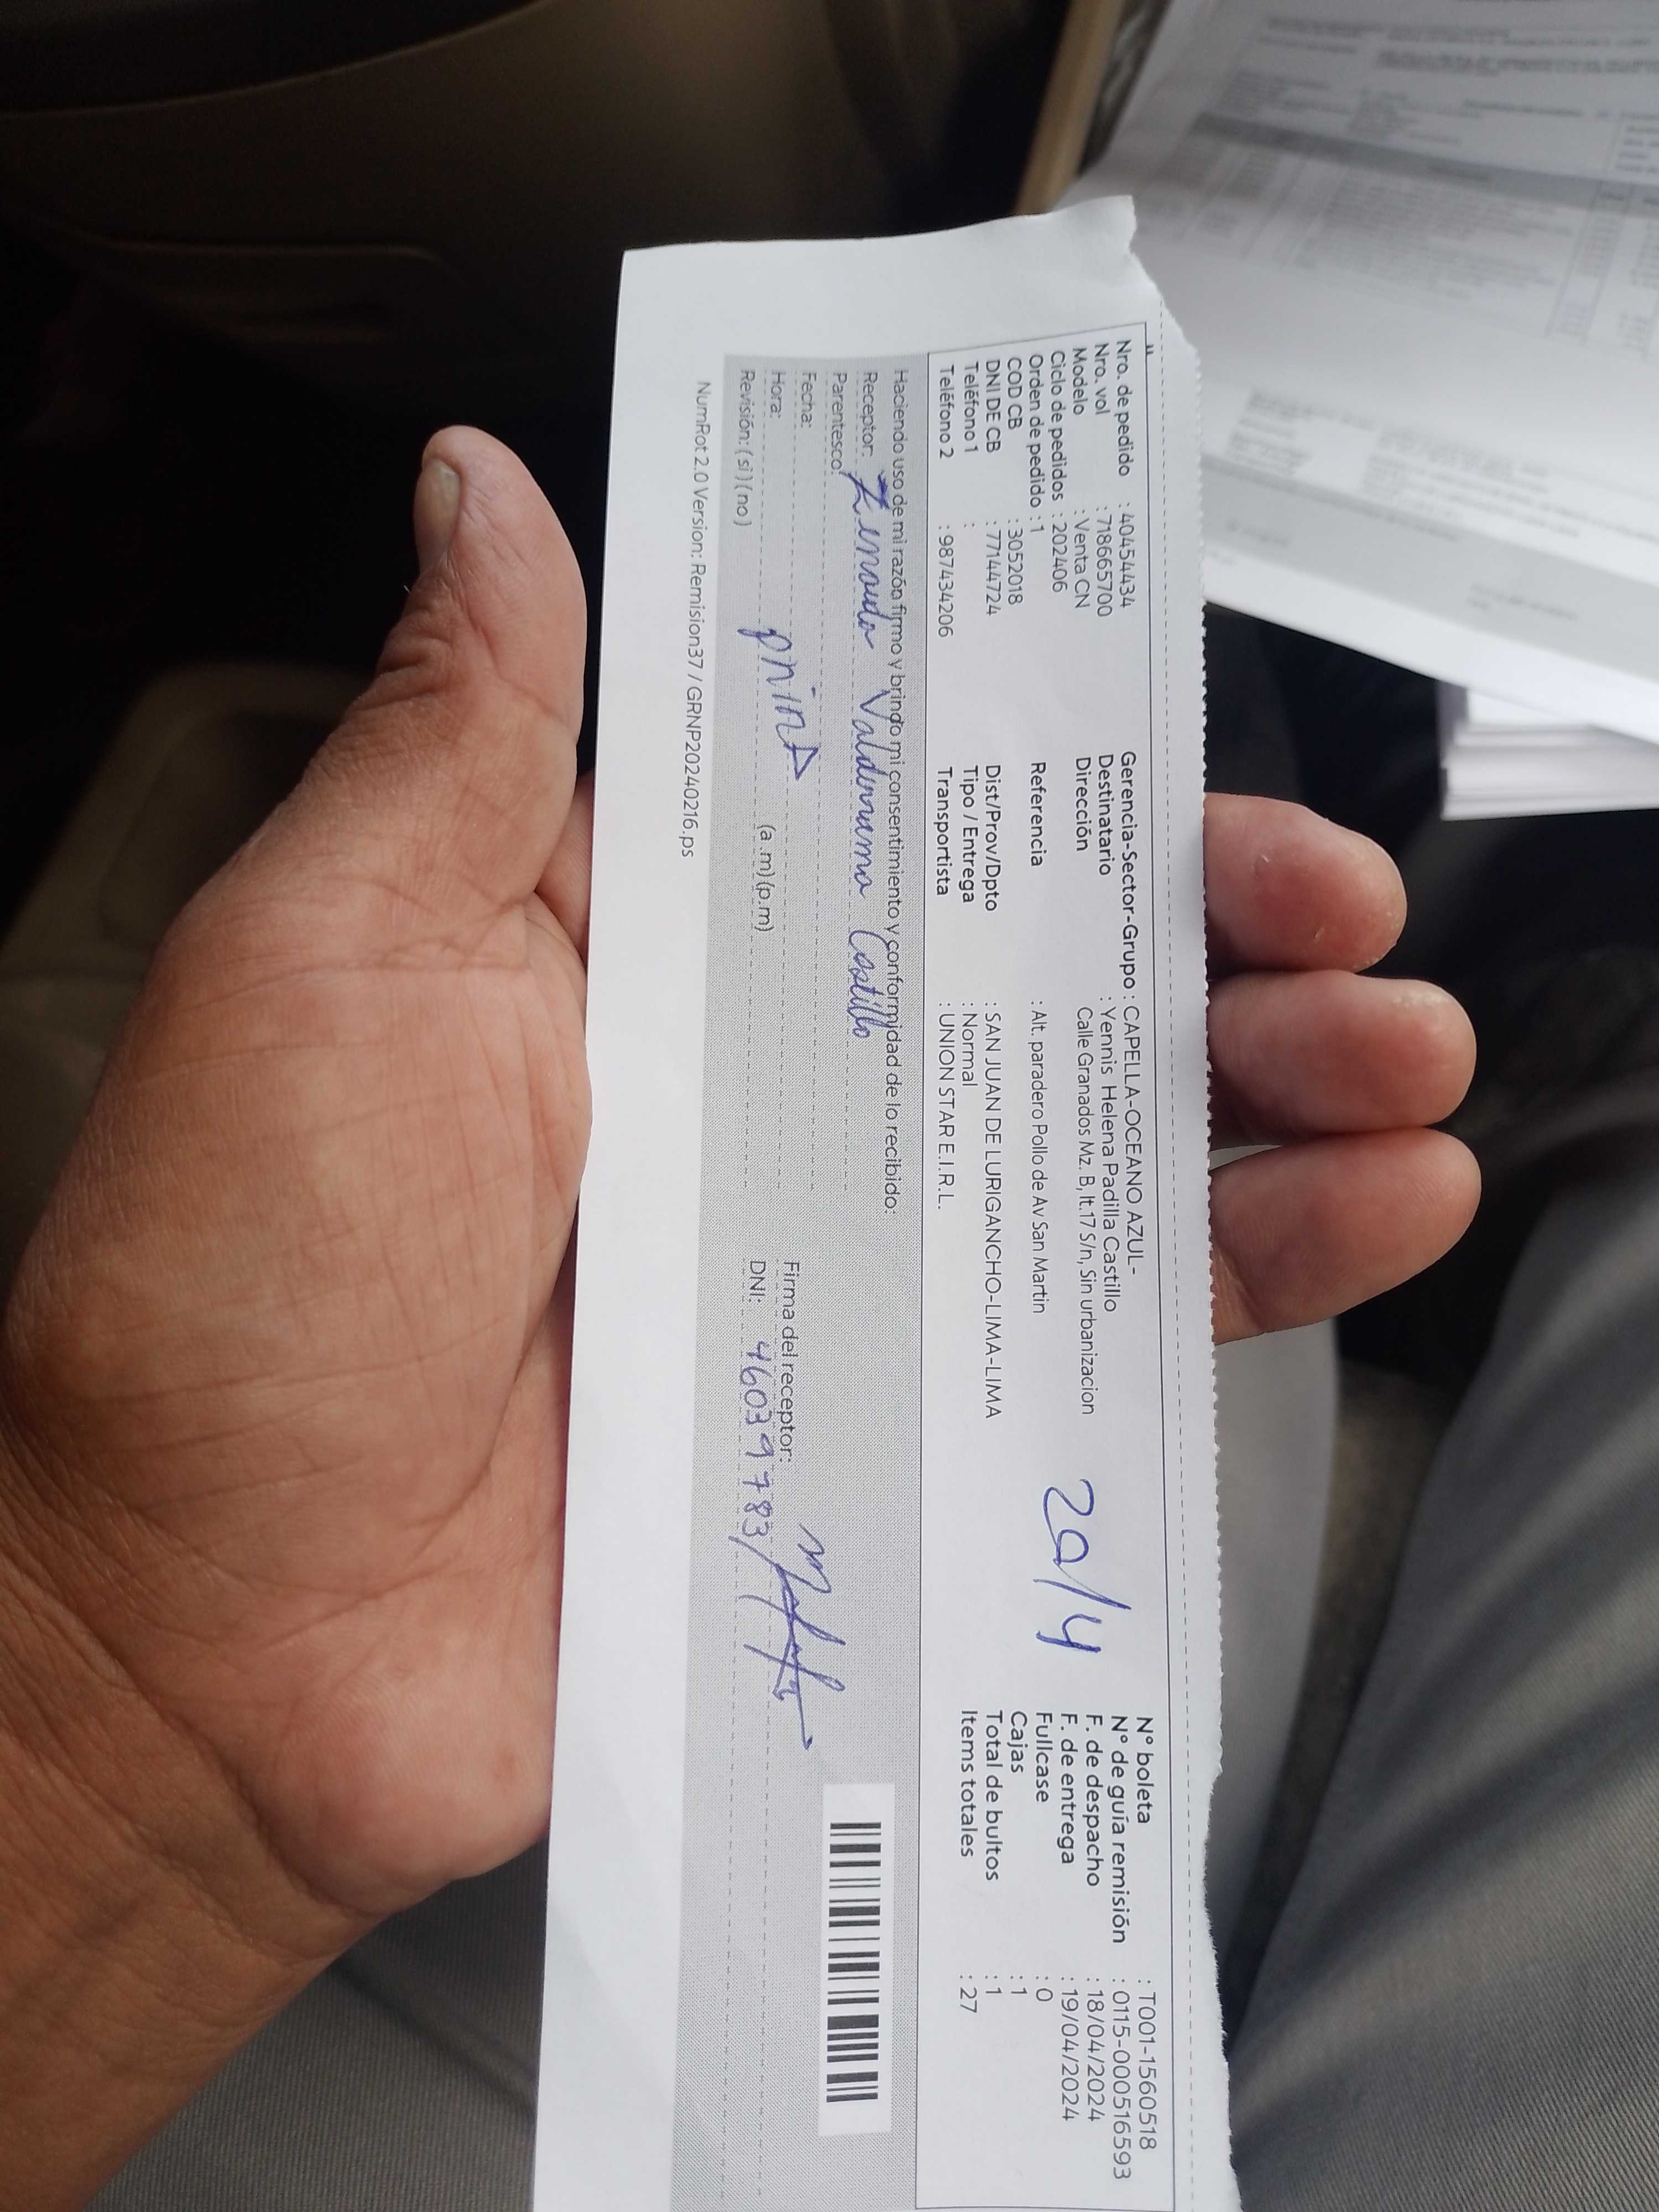 Nro. de pedido : 40454434
Nro. vol : 718665700
Modelo : Venta CN
Ciclo de pedidos : 202406
Orden de pedido : 1
COD CB : 3052018
DNI DE CB : 77144724
Teléfono 1 :
Teléfono 2 : 987434206
Gerencia-Sector-Grupo : CAPELLA-OCEANO AZUL-
Destinatario : Yennis Helena Padilla Castillo
Dirección Calle Granados Mz. B, lt.17 S/n, Sin urbanizacion
Referencia : Alt. paradero Pollo de Av San Martin
Dist/Prov/Dpto : SAN JUAN DE LURIGANCHO-LIMA-LIMA
Tipo / Entrega : Normal
Transportista : UNION STAR E.I.R.L.
20/4
N° boleta : T001-1560518
N° de guía remisión : 0115-000516593
F. de despacho : 18/04/2024
F. de entrega : 19/04/2024
Fullcase : 0
Cajas : 1
Total de bultos : 1
Items totales : 27
Haciendo uso de mi razón firmo y brindo mi consentimiento y conformidad de lo recibido:
Receptor: Valderrama Castillo
Parentesco:
Fecha:
Hora: (a.m)(p.m)
Revisión: (si)(no)
Firma del receptor:
DNI: 46039783
NumRot 2.0 Version: Remision37 / GRNP20240216.ps